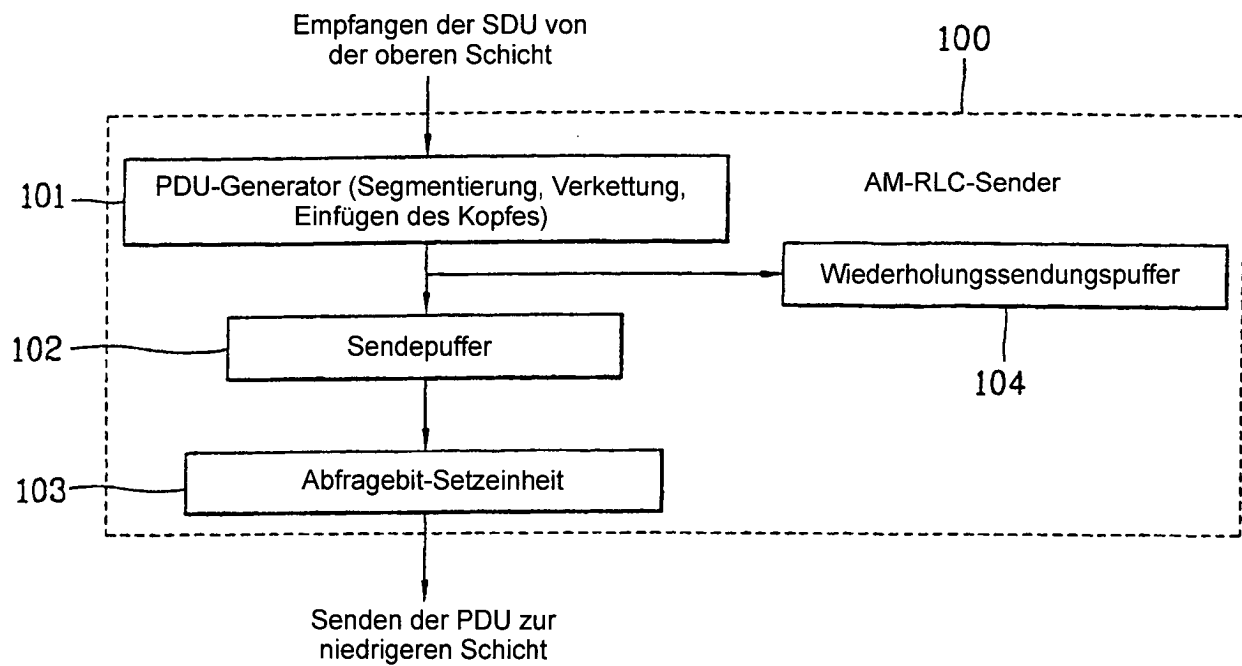 Empfangen der SDU von
der oberen Schicht
100
101
PDU-Generator (Segmentierung, Verkettung,
Einfügen des Kopfes)
AM-RLC-Sender
Wiederholungssendungspuffer
102
Sendepuffer
104
103
Abfragebit-Setzeinheit
Senden der PDU zur
niedrigeren Schicht